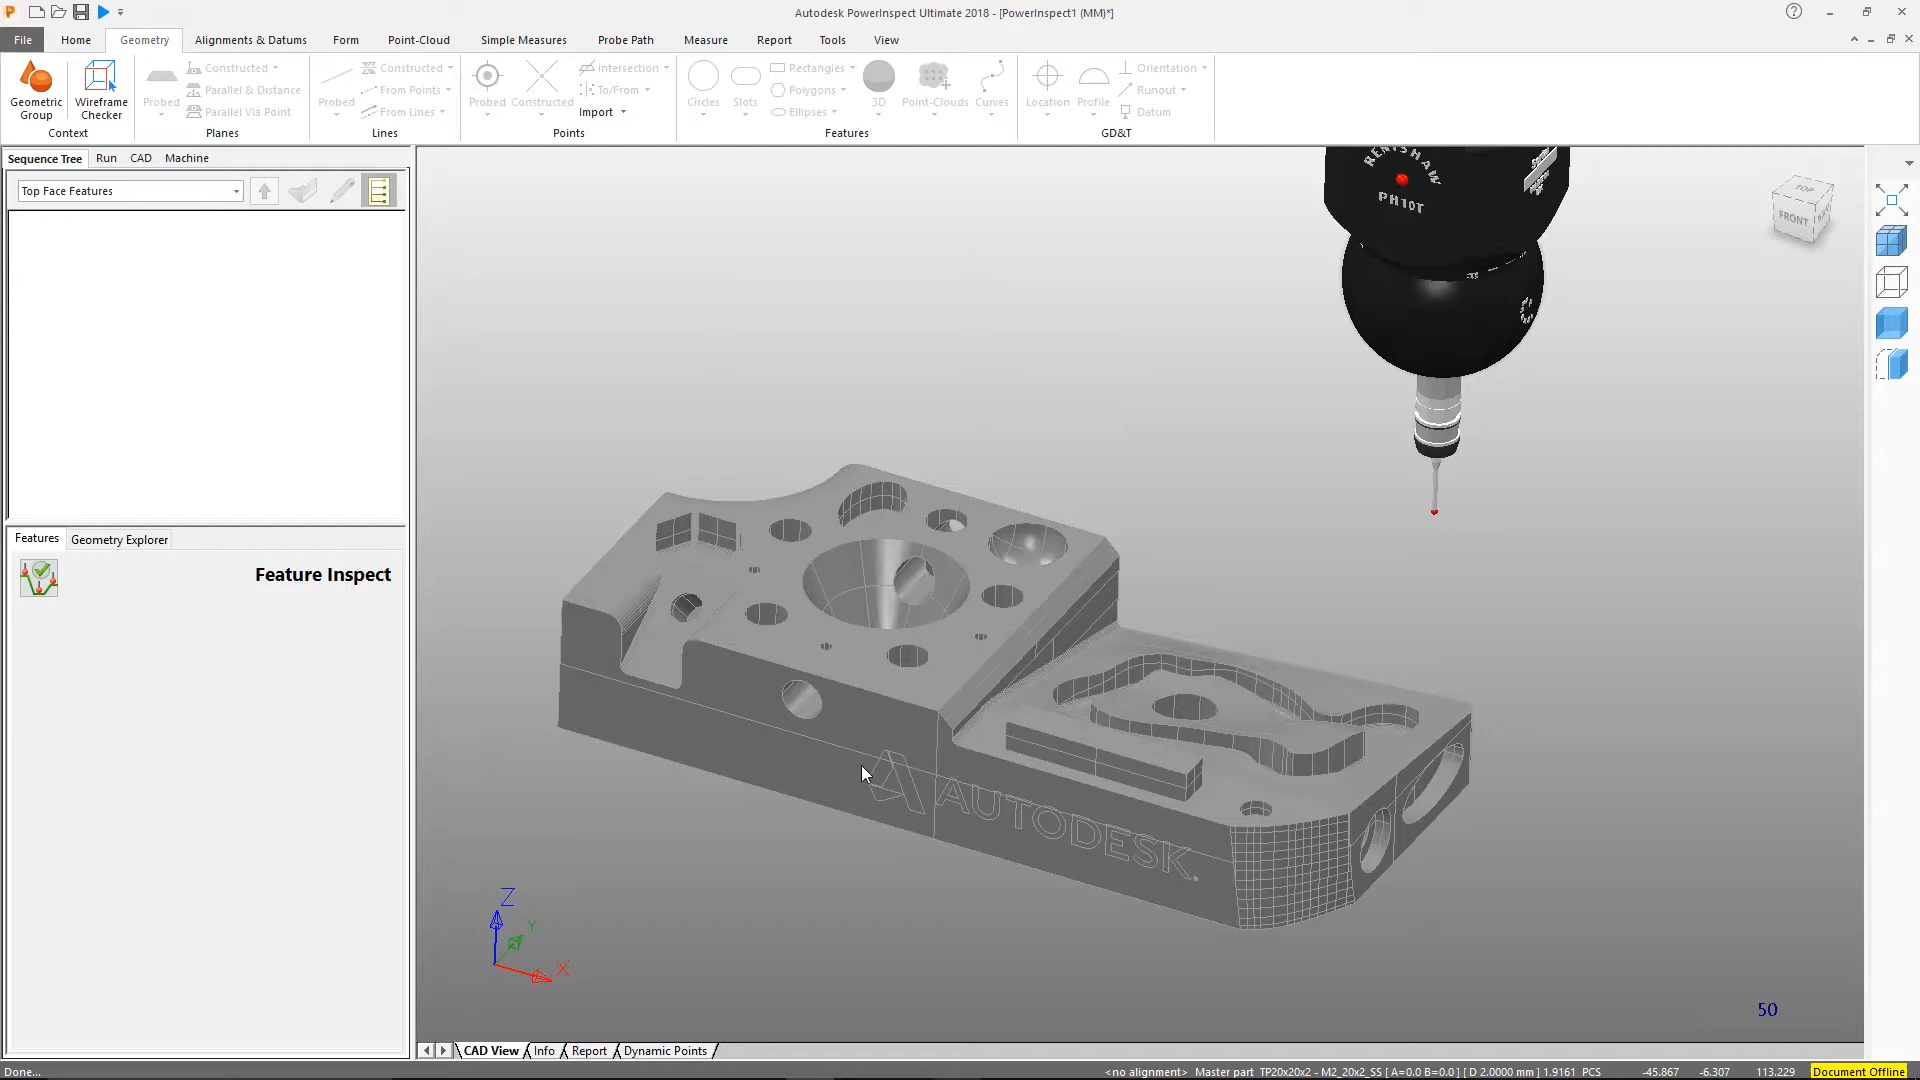 Autodesk PowerInspect Ultimate 2018 - [PowerInspect1 (MM)*]
File Home Geometry Alignments & Datums Form Point-Cloud Simple Measures Probe Path Measure Report Tools View
Geometric Group
Wireframe Checker
Context
Probed
Constructed
Parallel & Distance
Parallel Via Point
Planes
Probed
Constructed
From Points
From Lines
Lines
Probed
Constructed
Intersection
To/From
Import
Points
Circles
Slots
Rectangles
Polygons
Ellipses
3D
Point-Clouds
Curves
Features
Location
Profile
Orientation
Runout
Datum
GD&T
Sequence Tree Run CAD Machine
Top Face Features
Features Geometry Explorer
Feature Inspect
RENISHAW
PH10T
TOP
FRONT
AUTODESK.
Z
Y
X
50
CAD View Info Report Dynamic Points
Done... <no alignment> Master part TP20x20x2 - M2_20x2_SS [ A=0.0 B=0.0 ] [ D 2.0000 mm ] 1.9161 PCS -45.867 -6.307 113.229 Document Offline